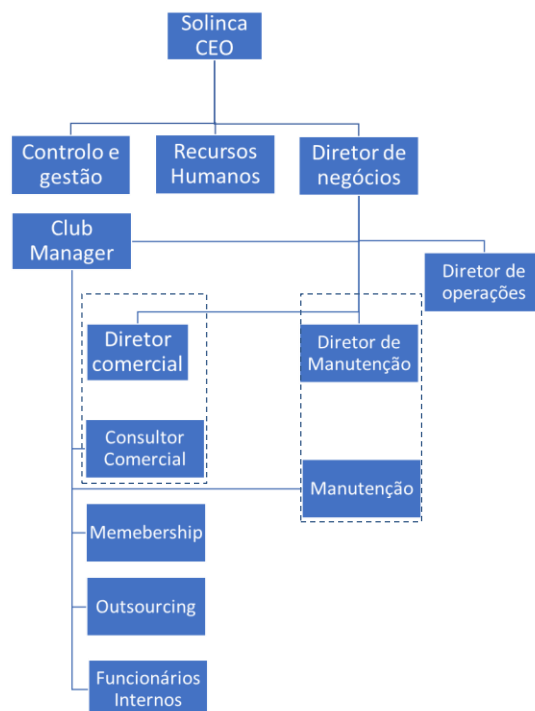 Solinca
CEO
Controlo e
gestão
Recursos
Humanos
Diretor de
negócios
Club
Manager
Diretor de
operações
Diretor
comercial
Diretor de
Manutenção
Consultor
Comercial
Manutenção
Memebership
Outsourcing
Funcionários
Internos